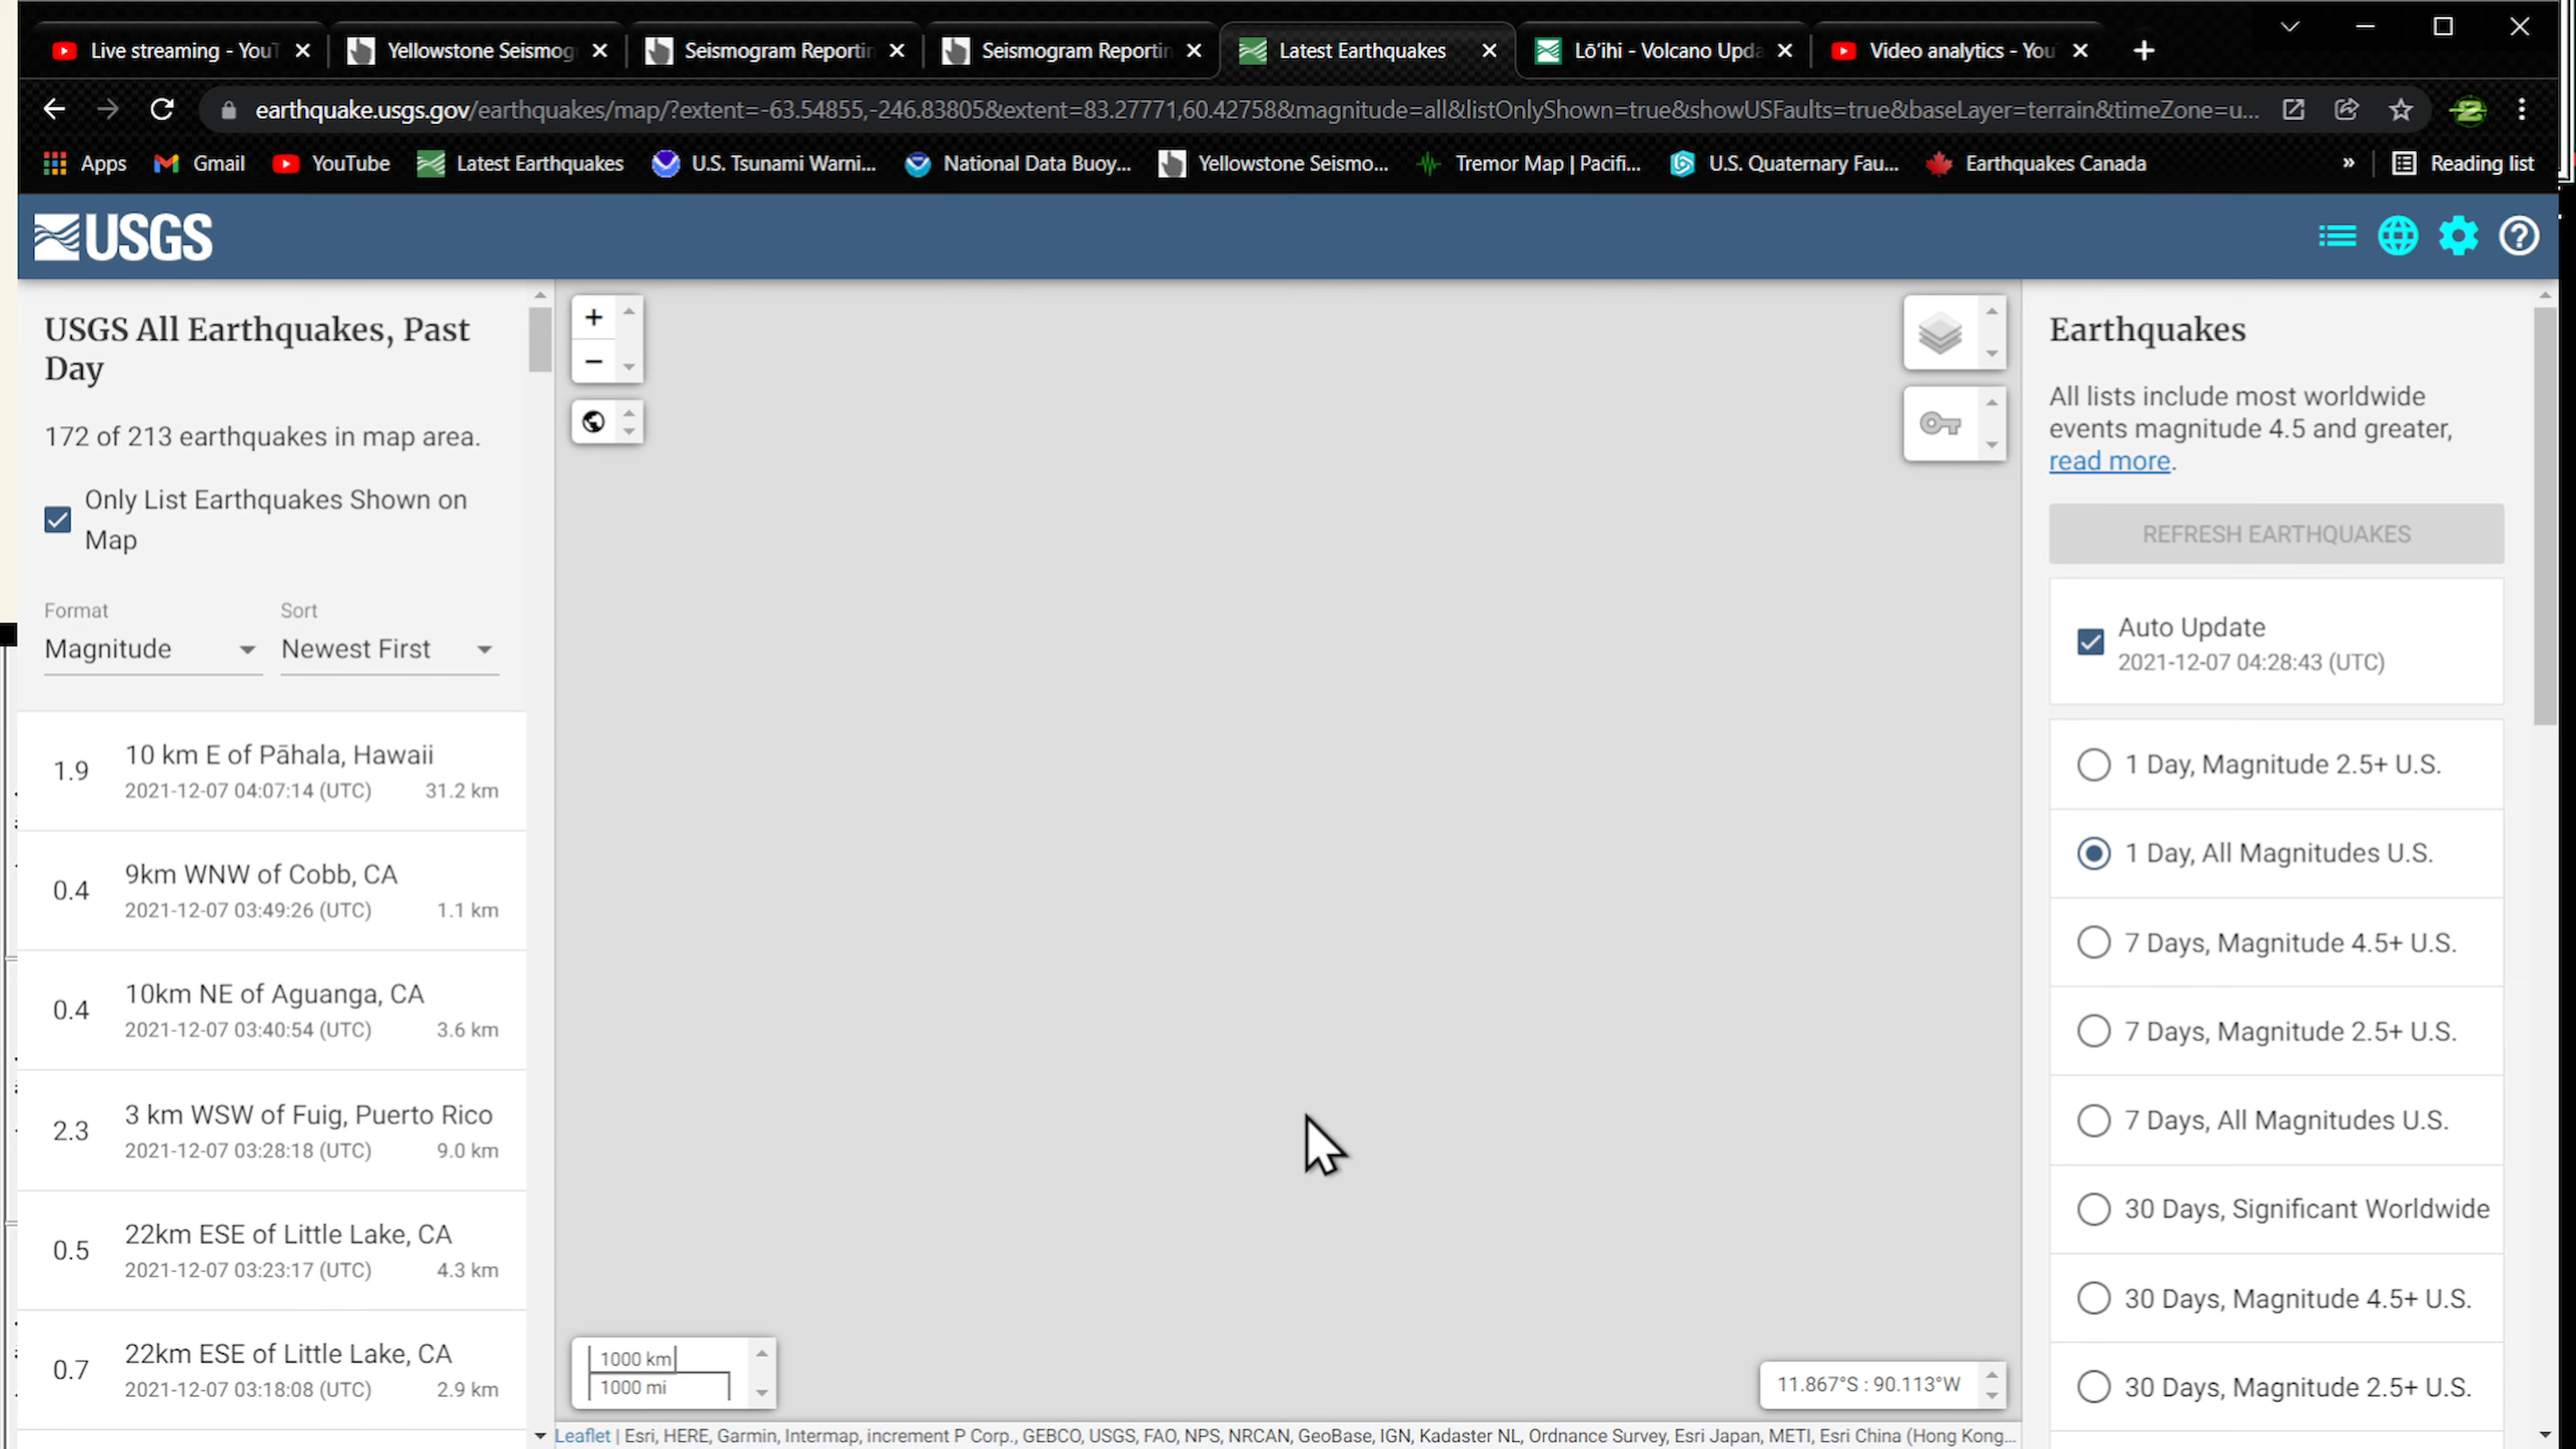 Live streaming - YouT
Yellowstone Seismog
Seismogram Reportin
Seismogram Reportin
Latest Earthquakes
Lō‘ihi - Volcano Upda
Video analytics - You
earthquake.usgs.gov/earthquakes/map/?extent=-63.54855,-246.83805&extent=83.27771,60.42758&magnitude=all&listOnlyShown=true&showUSFaults=true&baseLayer=terrain&timeZone=u...
Apps
Gmail
YouTube
Latest Earthquakes
U.S. Tsunami Warni...
National Data Buoy...
Yellowstone Seismo...
Tremor Map | Pacifi...
U.S. Quaternary Fau...
Earthquakes Canada
»
Reading list
USGS
USGS All Earthquakes, Past
Day
172 of 213 earthquakes in map area.
Only List Earthquakes Shown on
Map
Format
Sort
Magnitude
Newest First
1.9
10 km E of Pāhala, Hawaii
2021-12-07 04:07:14 (UTC) 31.2 km
0.4
9km WNW of Cobb, CA
2021-12-07 03:49:26 (UTC) 1.1 km
0.4
10km NE of Aguanga, CA
2021-12-07 03:40:54 (UTC) 3.6 km
2.3
3 km WSW of Fuig, Puerto Rico
2021-12-07 03:28:18 (UTC) 9.0 km
0.5
22km ESE of Little Lake, CA
2021-12-07 03:23:17 (UTC) 4.3 km
0.7
22km ESE of Little Lake, CA
2021-12-07 03:18:08 (UTC) 2.9 km
+
−
1000 km
1000 mi
11.867°S : 90.113°W
Leaflet | Esri, HERE, Garmin, Intermap, increment P Corp., GEBCO, USGS, FAO, NPS, NRCAN, GeoBase, IGN, Kadaster NL, Ordnance Survey, Esri Japan, METI, Esri China (Hong Kong...
Earthquakes
All lists include most worldwide
events magnitude 4.5 and greater,
read more.
REFRESH EARTHQUAKES
Auto Update
2021-12-07 04:28:43 (UTC)
1 Day, Magnitude 2.5+ U.S.
1 Day, All Magnitudes U.S.
7 Days, Magnitude 4.5+ U.S.
7 Days, Magnitude 2.5+ U.S.
7 Days, All Magnitudes U.S.
30 Days, Significant Worldwide
30 Days, Magnitude 4.5+ U.S.
30 Days, Magnitude 2.5+ U.S.